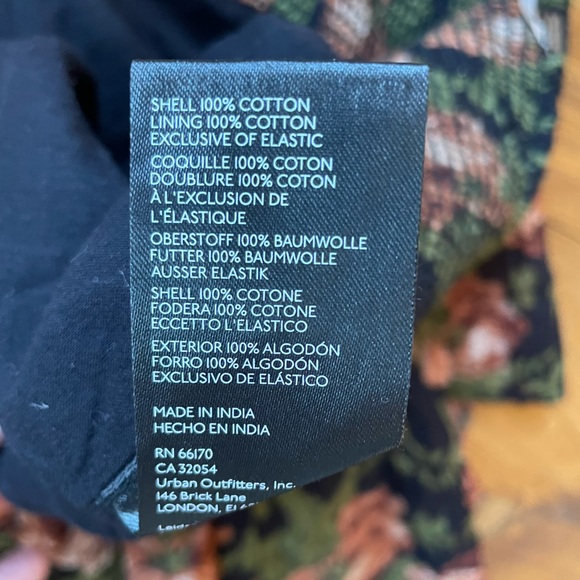 SHELL 100% COTTON
LINING 100% COTTON
EXCLUSIVE OF ELASTIC
COQUILLE 100% COTON
DOUBLURE 100% COTON
À L'EXCLUSION DE
L'ÉLASTIQUE
OBERSTOFF 100% BAUMWOLLE
FUTTER 100% BAUMWOLLE
AUSSER ELASTIK
SHELL 100% COTONE
FODERA 100% COTONE
ECCETTO L'ELASTICO
EXTERIOR 100% ALGODÓN
FORRO 100% ALGODÓN
EXCLUSIVO DE ELÁSTICO
MADE IN INDIA
HECHO EN INDIA
RN 66170
CA 32054
Urban Outfitters, Inc.
146 Brick Lane
LONDON,